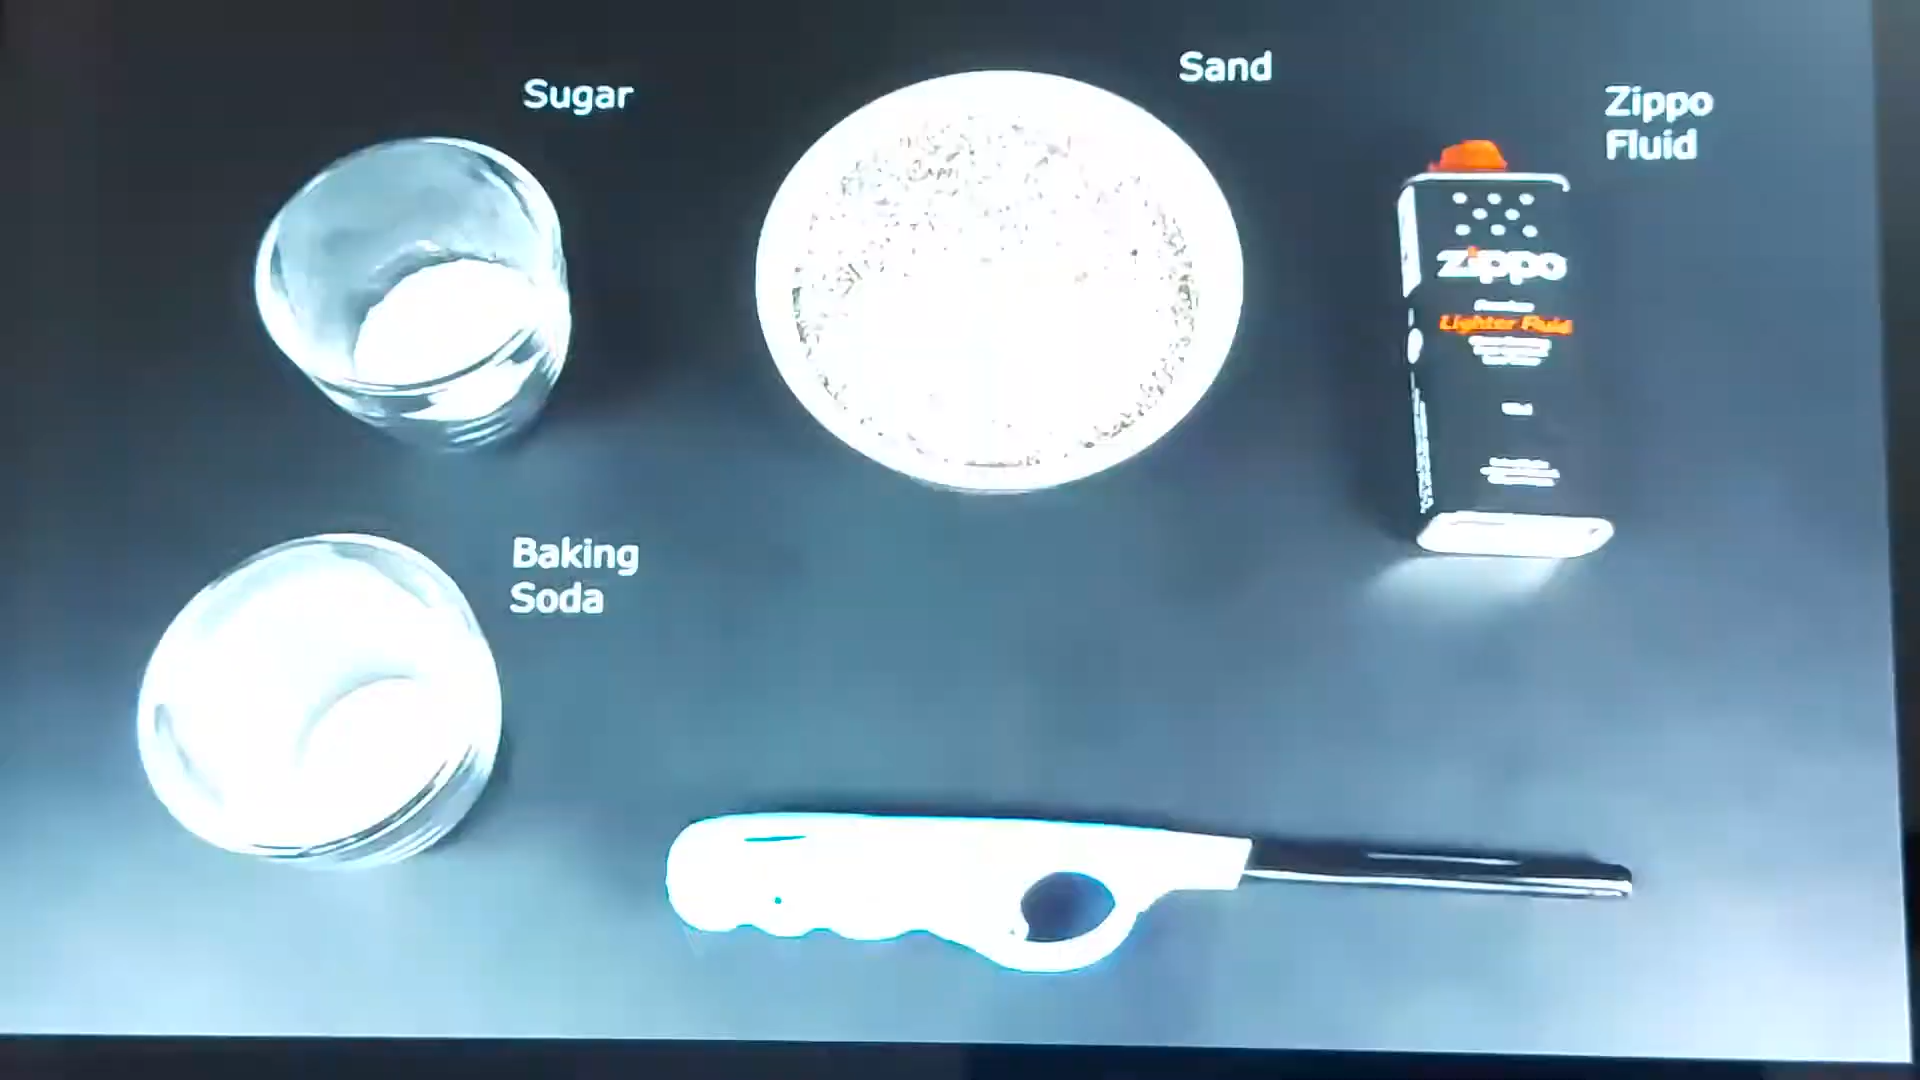 Sugar
Sand
Zippo
Fluid
zippo
Lighter Fluid
Baking
Soda